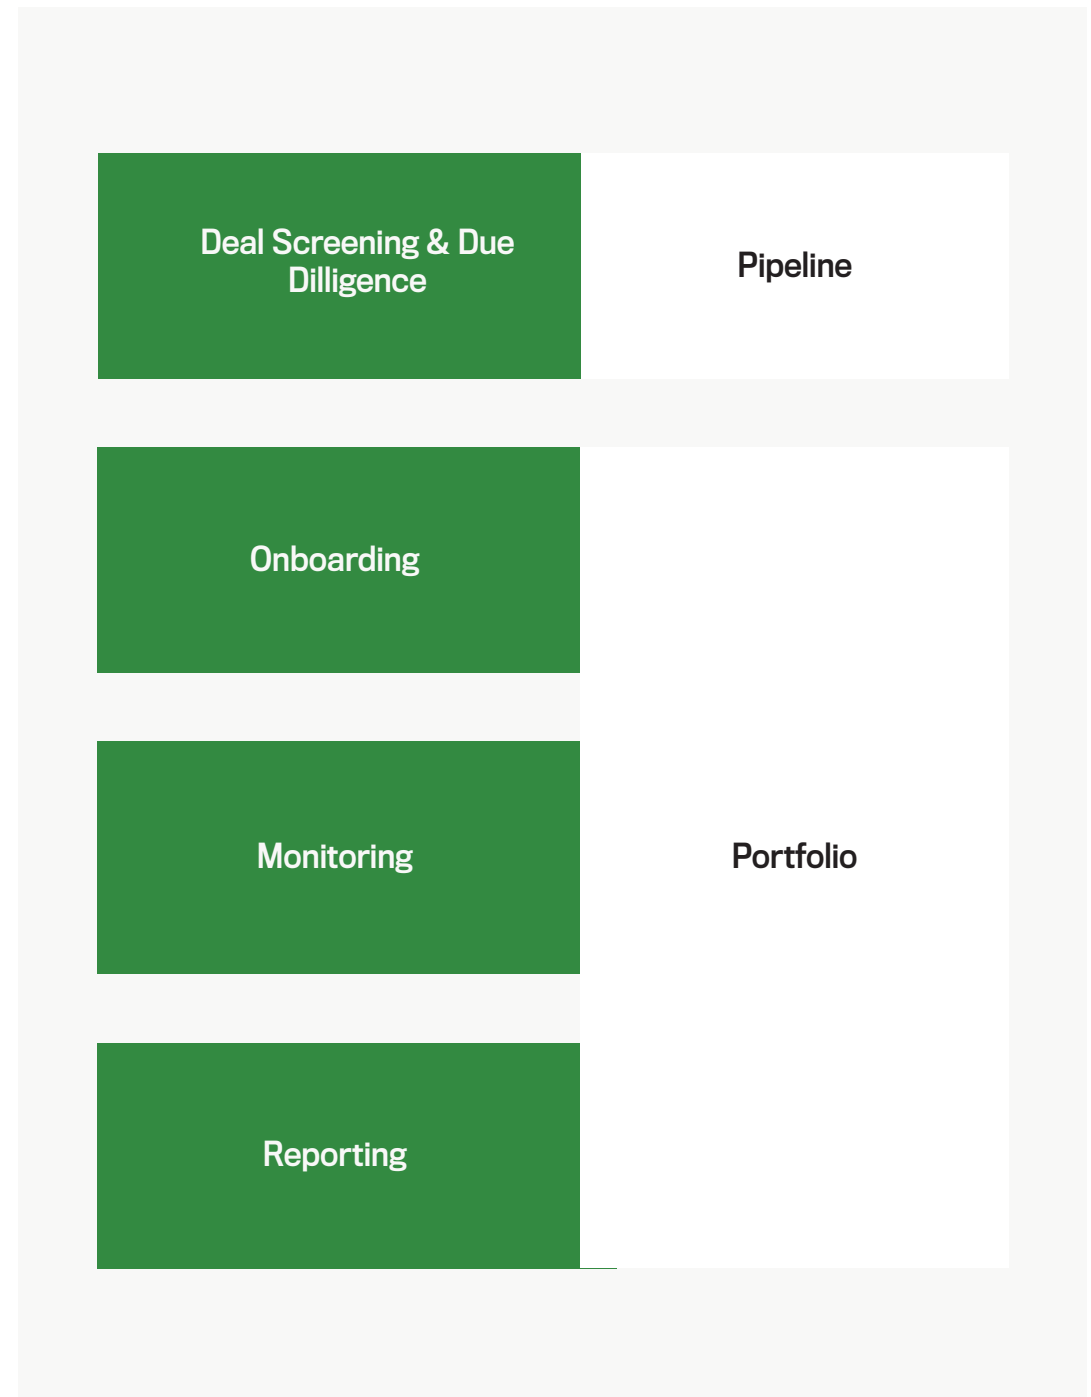 Deal Screening & Due
Dilligence
Pipeline
Onboarding
Monitoring
Portfolio
Reporting